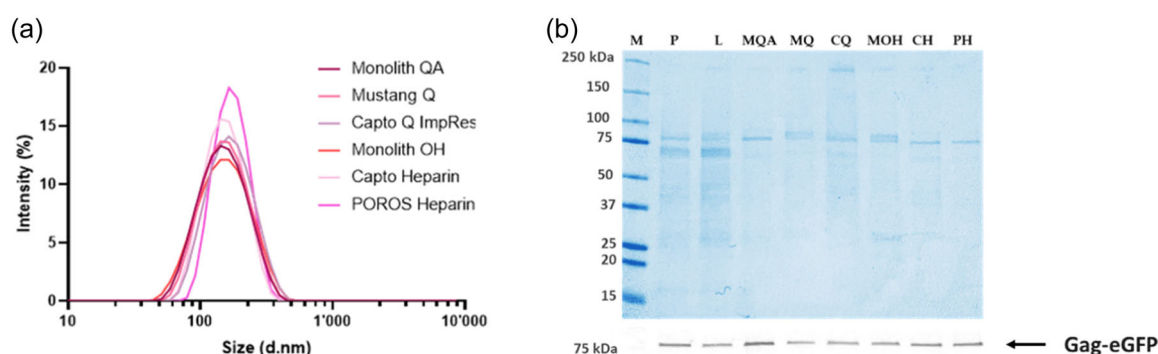 (a)
20
15
10
5
0
Intensity (%)
10
100
1'000
10'000
Size (d.nm)
Monolith QA
Mustang Q
Capto Q ImpRes
Monolith OH
Capto Heparin
POROS Heparin
(b)
M P L MQA MQ CQ MOH CH PH
250 kDa
150
100
75
50
37
25
20
15
75 kDa
Gag-eGFP